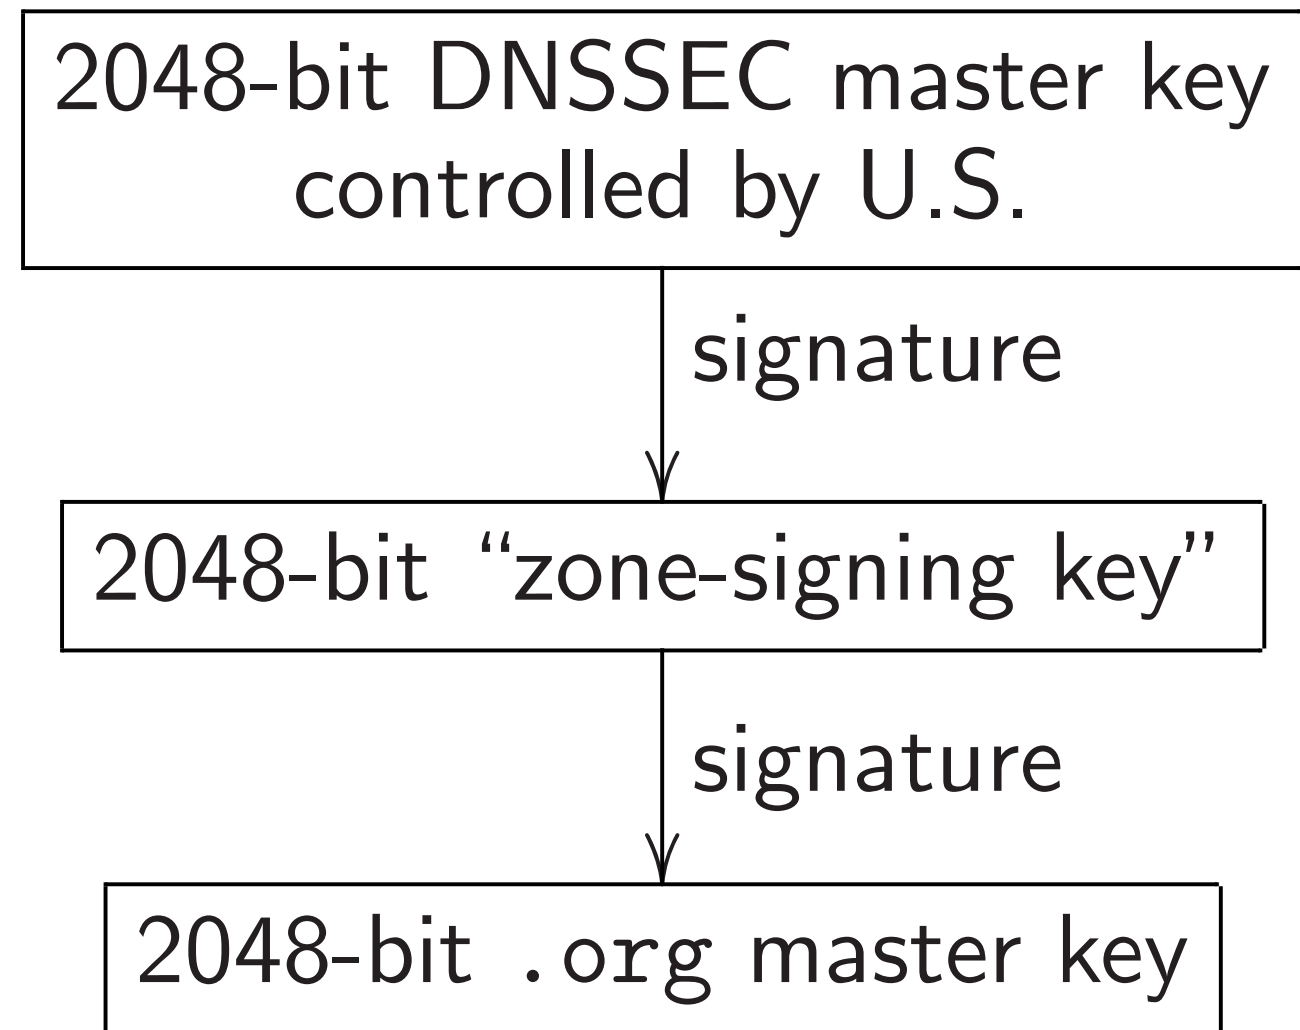 2048-bit DNSSEC master key
controlled by U.S.
signature
2048-bit “zone-signing key”
signature
2048-bit .org master key